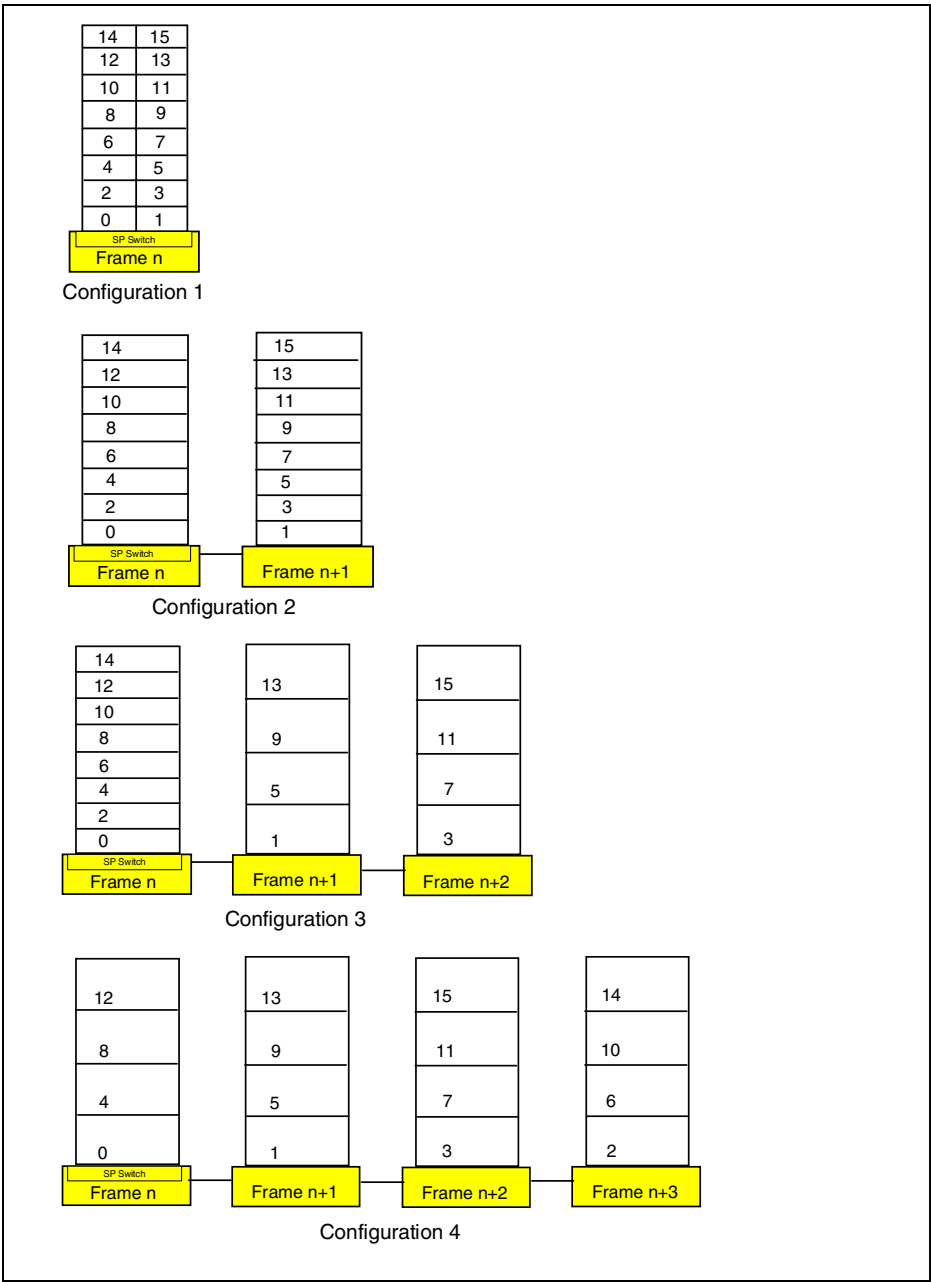 14 15
12 13
10 11
8 9
6 7
4 5
2 3
0 1
SP Switch
Frame n
Configuration 1
14 15
12 13
10 11
8 9
6 7
4 5
2 3
0 1
SP Switch
Frame n Frame n+1
Configuration 2
14
12 13 15
10
8 9 11
6
4 5 7
2
0 1 3
SP Switch
Frame n Frame n+1 Frame n+2
Configuration 3
12 13 15 14
8 9 11 10
4 5 7 6
0 1 3 2
SP Switch
Frame n Frame n+1 Frame n+2 Frame n+3
Configuration 4